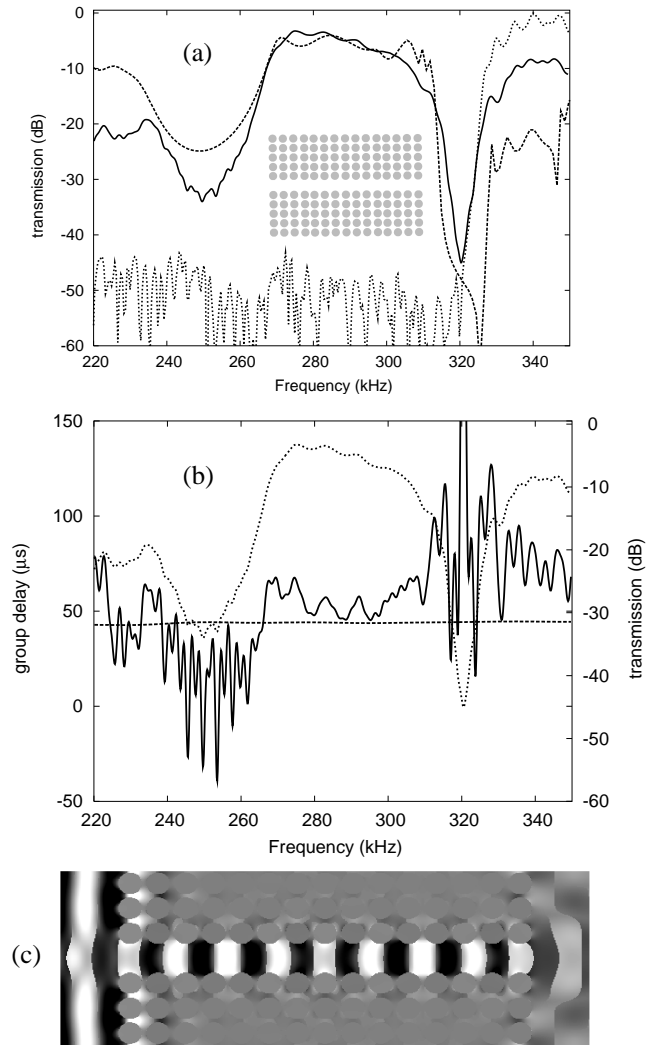 0
(a)
-10
-20
transmission (dB)
-30
-40
-50
-60
220 240 260 280 300 320 340
Frequency (kHz)
150 0
(b)
100 -10
-20
group delay (μs) 50 transmission (dB)
-30
0 -40
-50
-50 -60
220 240 260 280 300 320 340
Frequency (kHz)
(c)